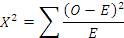 X² = ∑ (O − E)² / E